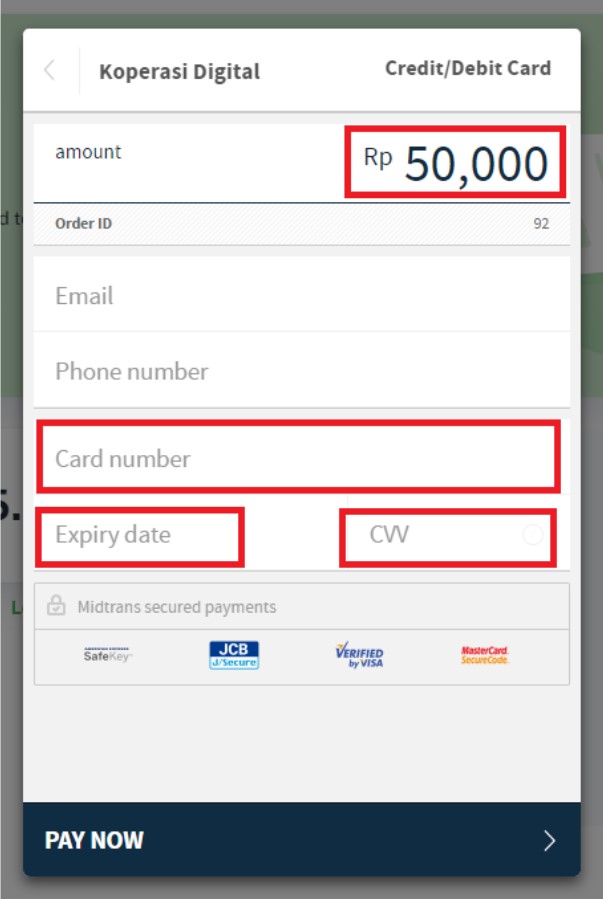 Koperasi Digital
Credit/Debit Card
amount
Rp 50,000
Order ID
92
Email
Phone number
Card number
Expiry date
CVV
Midtrans secured payments
SafeKey
JCB
J/Secure
VERIFIED
by VISA
MasterCard.
SecureCode.
PAY NOW